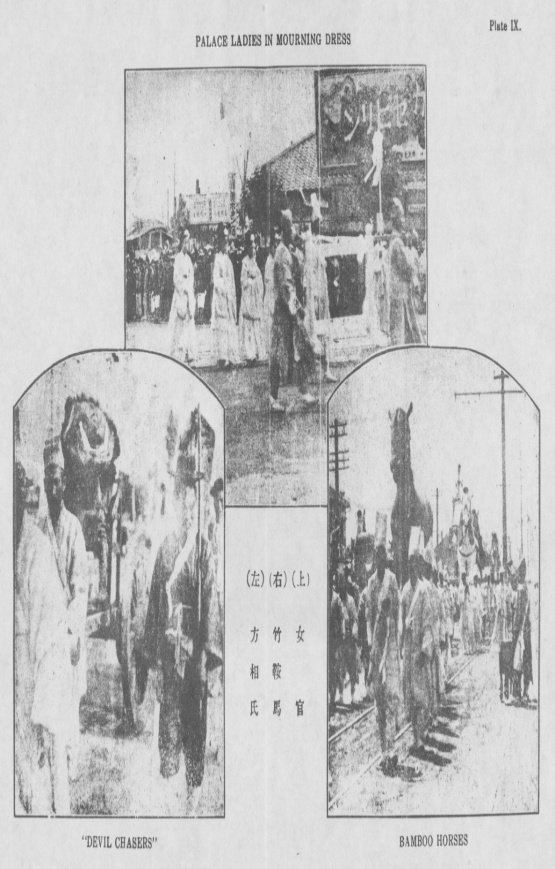 Plate IX.
PALACE LADIES IN MOURNING DRESS
(上)女官
(右)竹鞍馬
(左)方相氏
"DEVIL CHASERS"
BAMBOO HORSES